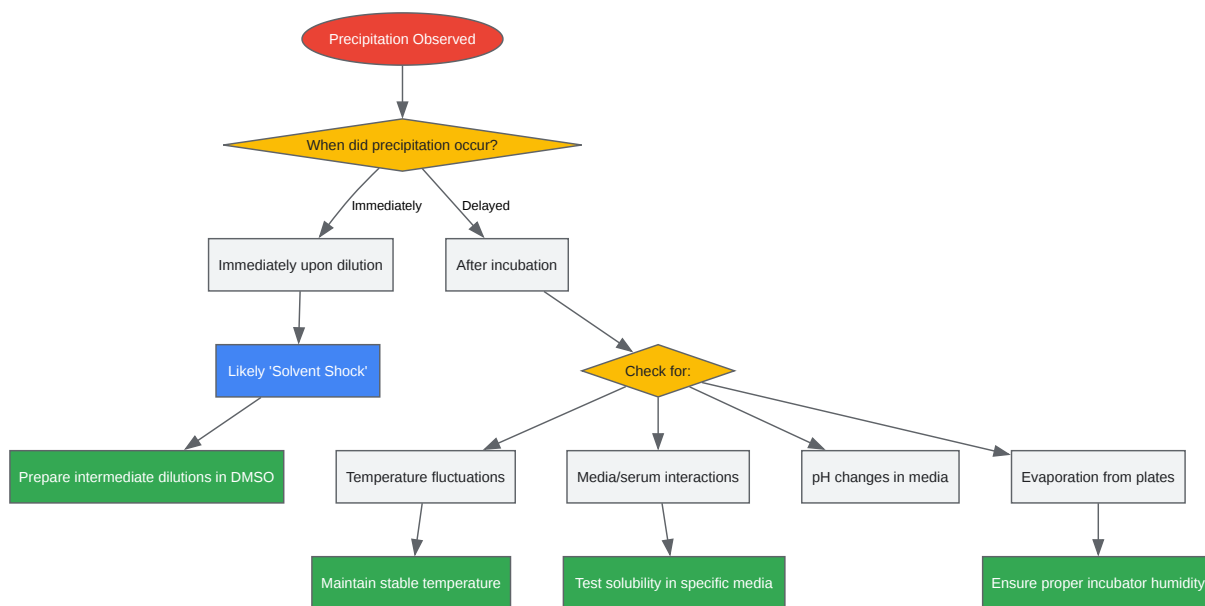 Precipitation Observed
When did precipitation occur?
Immediately
Delayed
Immediately upon dilution
After incubation
Likely 'Solvent Shock'
Check for:
Prepare intermediate dilutions in DMSO
Temperature fluctuations
Media/serum interactions
pH changes in media
Evaporation from plates
Maintain stable temperature
Test solubility in specific media
Ensure proper incubator humidity